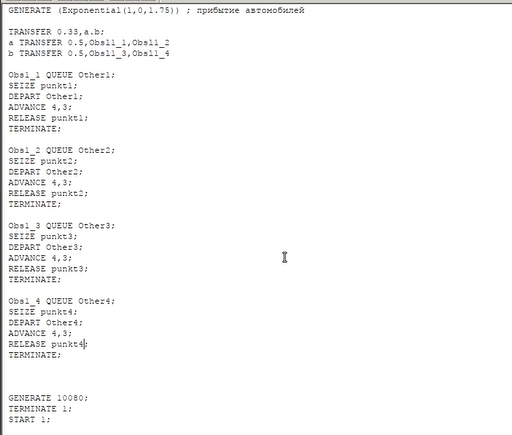 GENERATE (Exponential(1,0,1.75)) ; прибытие автомобилей
TRANSFER 0.33,a.b;
a TRANSFER 0.5,Obsl1_1,Obsl1_2
b TRANSFER 0.5,Obsl1_3,Obsl1_4
Obsl_1 QUEUE Other1;
SEIZE punkt1;
DEPART Other1;
ADVANCE 4,3;
RELEASE punkt1;
TERMINATE;
Obsl_2 QUEUE Other2;
SEIZE punkt2;
DEPART Other2;
ADVANCE 4,3;
RELEASE punkt2;
TERMINATE;
Obsl_3 QUEUE Other3;
SEIZE punkt3;
DEPART Other3;
ADVANCE 4,3;
RELEASE punkt3;
TERMINATE;
Obsl_4 QUEUE Other4;
SEIZE punkt4;
DEPART Other4;
ADVANCE 4,3;
RELEASE punkt4;
TERMINATE;
GENERATE 10080;
TERMINATE 1;
START 1;